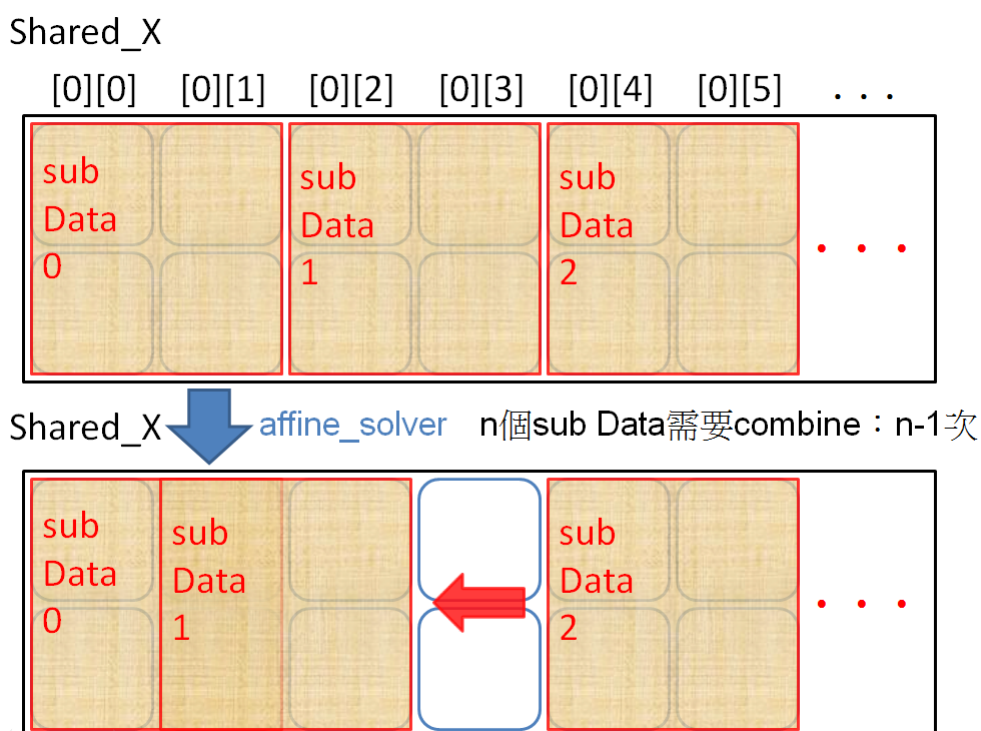 Shared_X
[0][0] [0][1] [0][2] [0][3] [0][4] [0][5] . . .
sub
Data
0
sub
Data
1
sub
Data
2
. . .
Shared_X
affine_solver
n個sub Data需要combine：n-1次
sub
Data
0
sub
Data
1
sub
Data
2
. . .